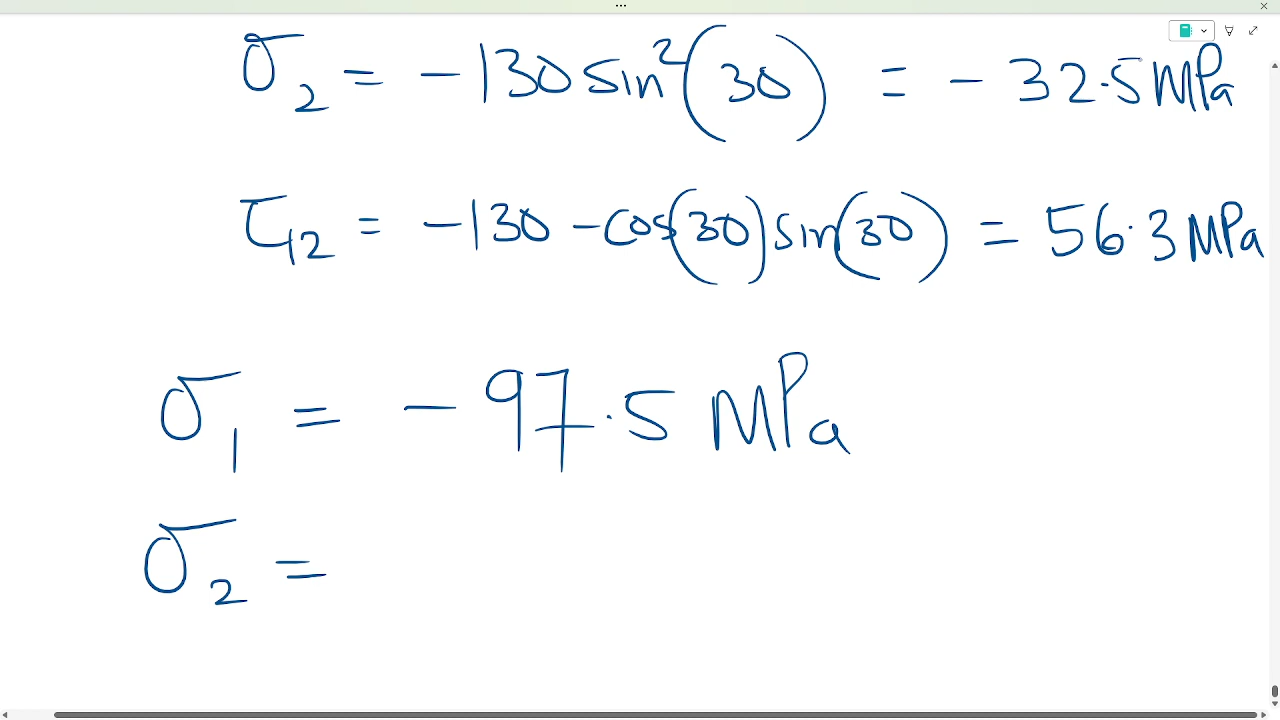 σ₂ = -130 sin²(30) = - 32.5 MPa
τ₁₂ = -130 -cos(30) sin(30) = 56.3 MPa
σ₁ = - 97.5 MPa
σ₂ =